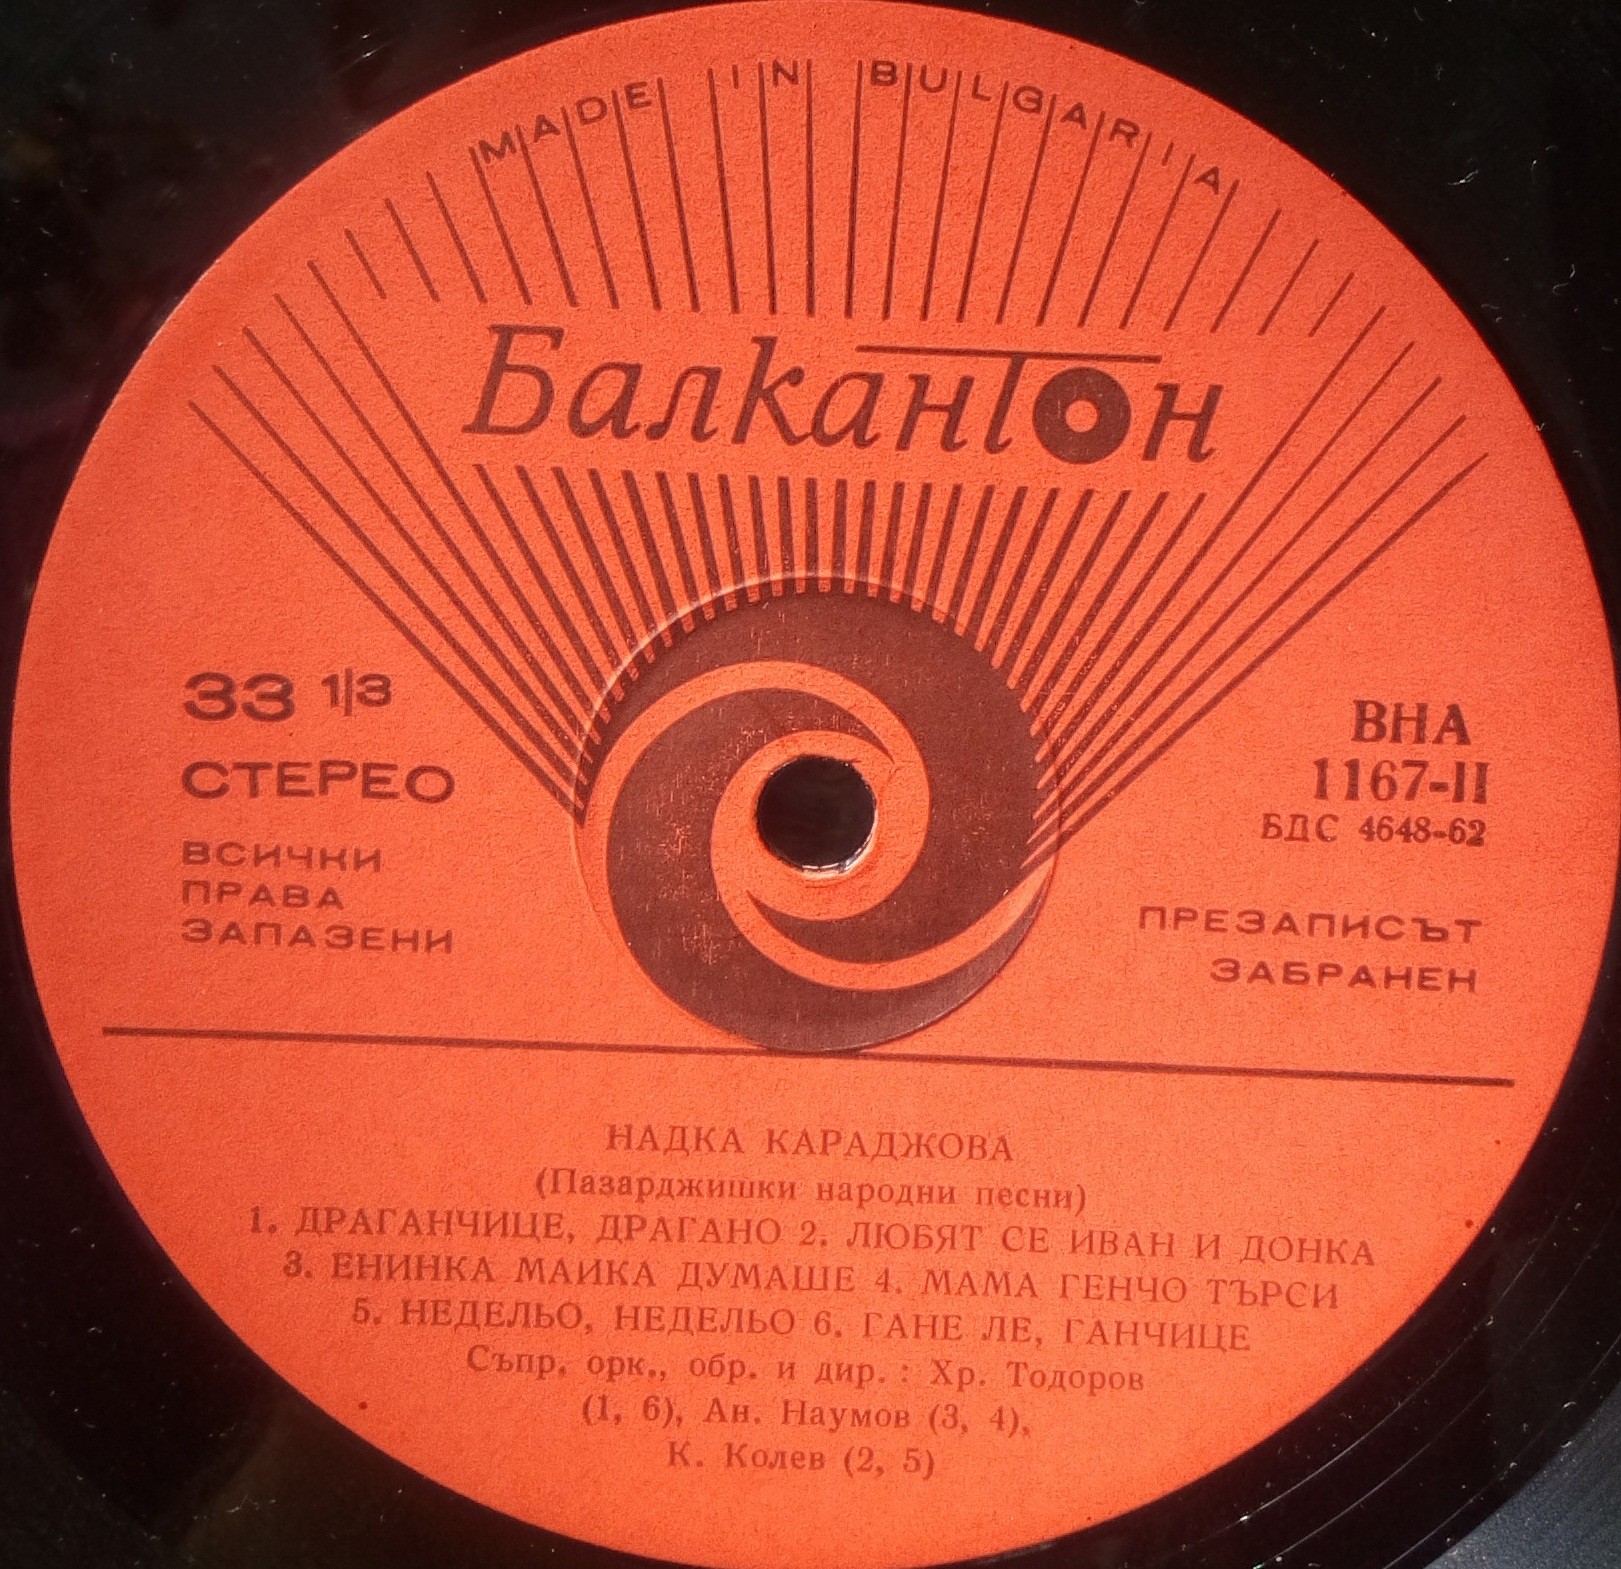 MADE IN BULGARIA
Балкантон
33 1/3
СТЕРЕО
ВСИЧКИ
ПРАВА
ЗАПАЗЕНИ
ВНА
1167-II
БДС 4648-62
ПРЕЗАПИСЪТ
ЗАБРАНЕН
НАДКА КАРАДЖОВА
(Пазарджишки народни песни)
1. ДРАГАНЧИЦЕ, ДРАГАНО 2. ЛЮБЯТ СЕ ИВАН И ДОНКА
3. ЕНИНКА МАЙКА ДУМАШЕ 4. МАМА ГЕНЧО ТЪРСИ
5. НЕДЕЛЬО, НЕДЕЛЬО 6. ГАНЕ ЛЕ, ГАНЧИЦЕ
Съпр. орк., обр. и дир. : Хр. Тодоров
(1, 6), Ан. Наумов (3, 4),
К. Колев (2, 5)